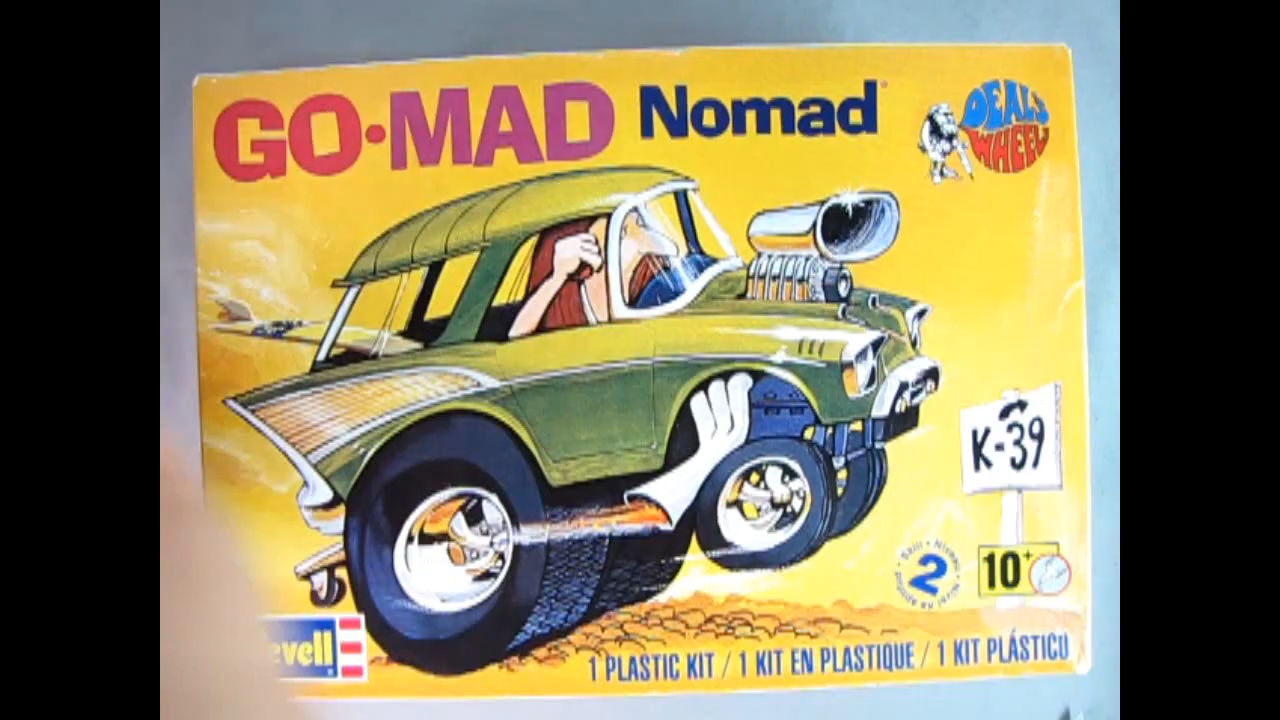 GO-MAD Nomad
DEAL'S
WHEELS
K-39
Skill • Niveau
2
10+
evell
1 PLASTIC KIT / 1 KIT EN PLASTIQUE / 1 KIT PLÁSTICO